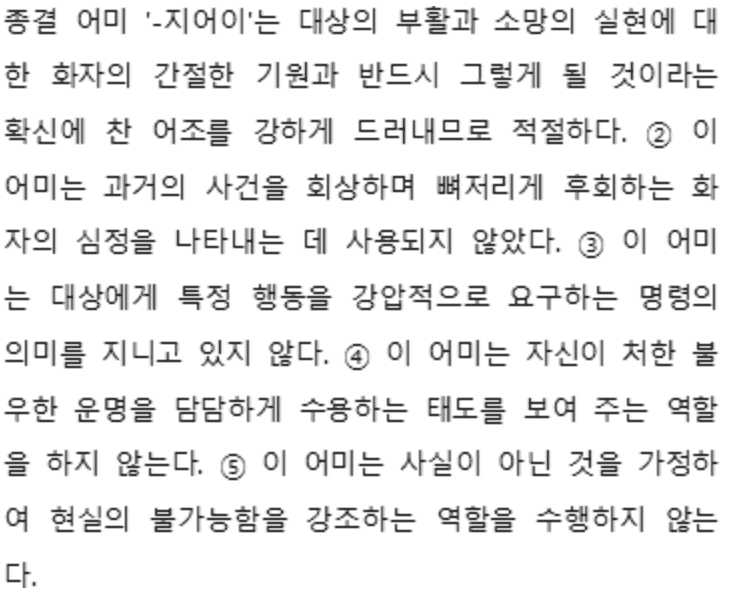 종결 어미 '-지어이'는 대상의 부활과 소망의 실현에 대
한 화자의 간절한 기원과 반드시 그렇게 될 것이라는
확신에 찬 어조를 강하게 드러내므로 적절하다. ② 이
어미는 과거의 사건을 회상하며 뼈저리게 후회하는 화
자의 심정을 나타내는 데 사용되지 않았다. ③ 이 어미
는 대상에게 특정 행동을 강압적으로 요구하는 명령의
의미를 지니고 있지 않다. ④ 이 어미는 자신이 처한 불
우한 운명을 담담하게 수용하는 태도를 보여 주는 역할
을 하지 않는다. ⑤ 이 어미는 사실이 아닌 것을 가정하
여 현실의 불가능함을 강조하는 역할을 수행하지 않는
다.